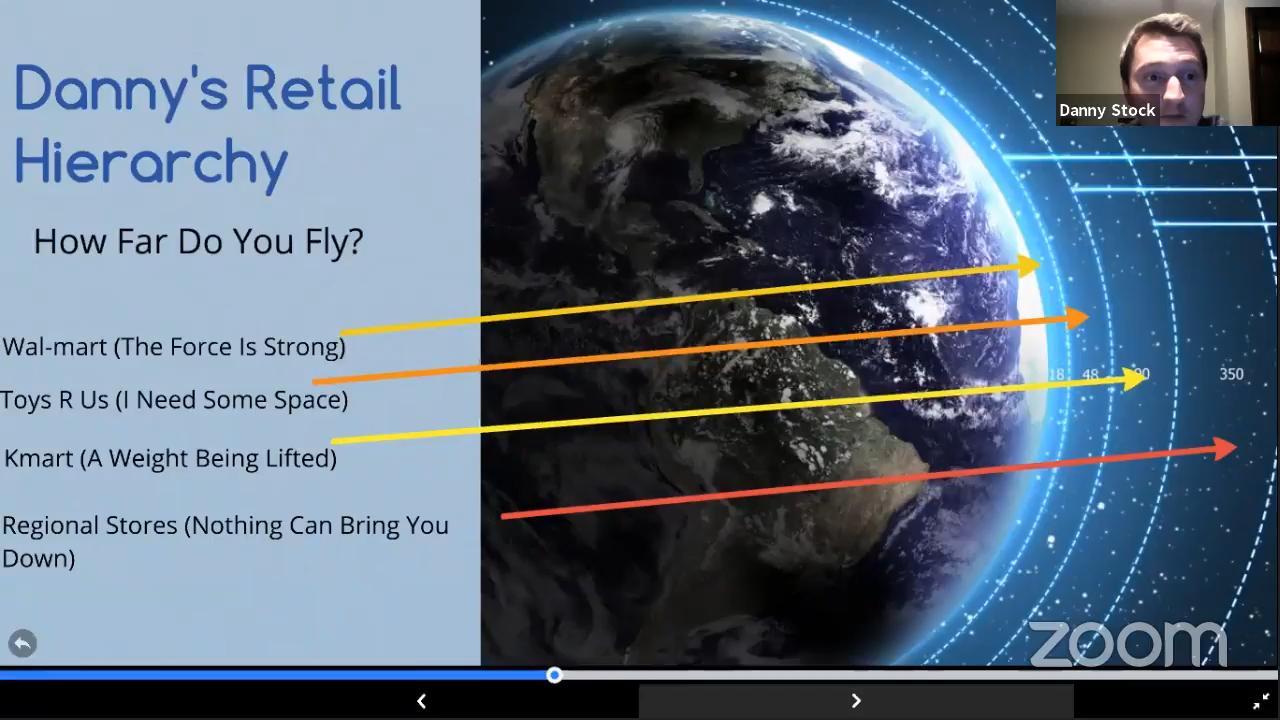 Danny's Retail
Hierarchy
How Far Do You Fly?
Wal-mart (The Force Is Strong)
Toys R Us (I Need Some Space)
Kmart (A Weight Being Lifted)
Regional Stores (Nothing Can Bring You
Down)
18 48 350
Danny Stock
zoom